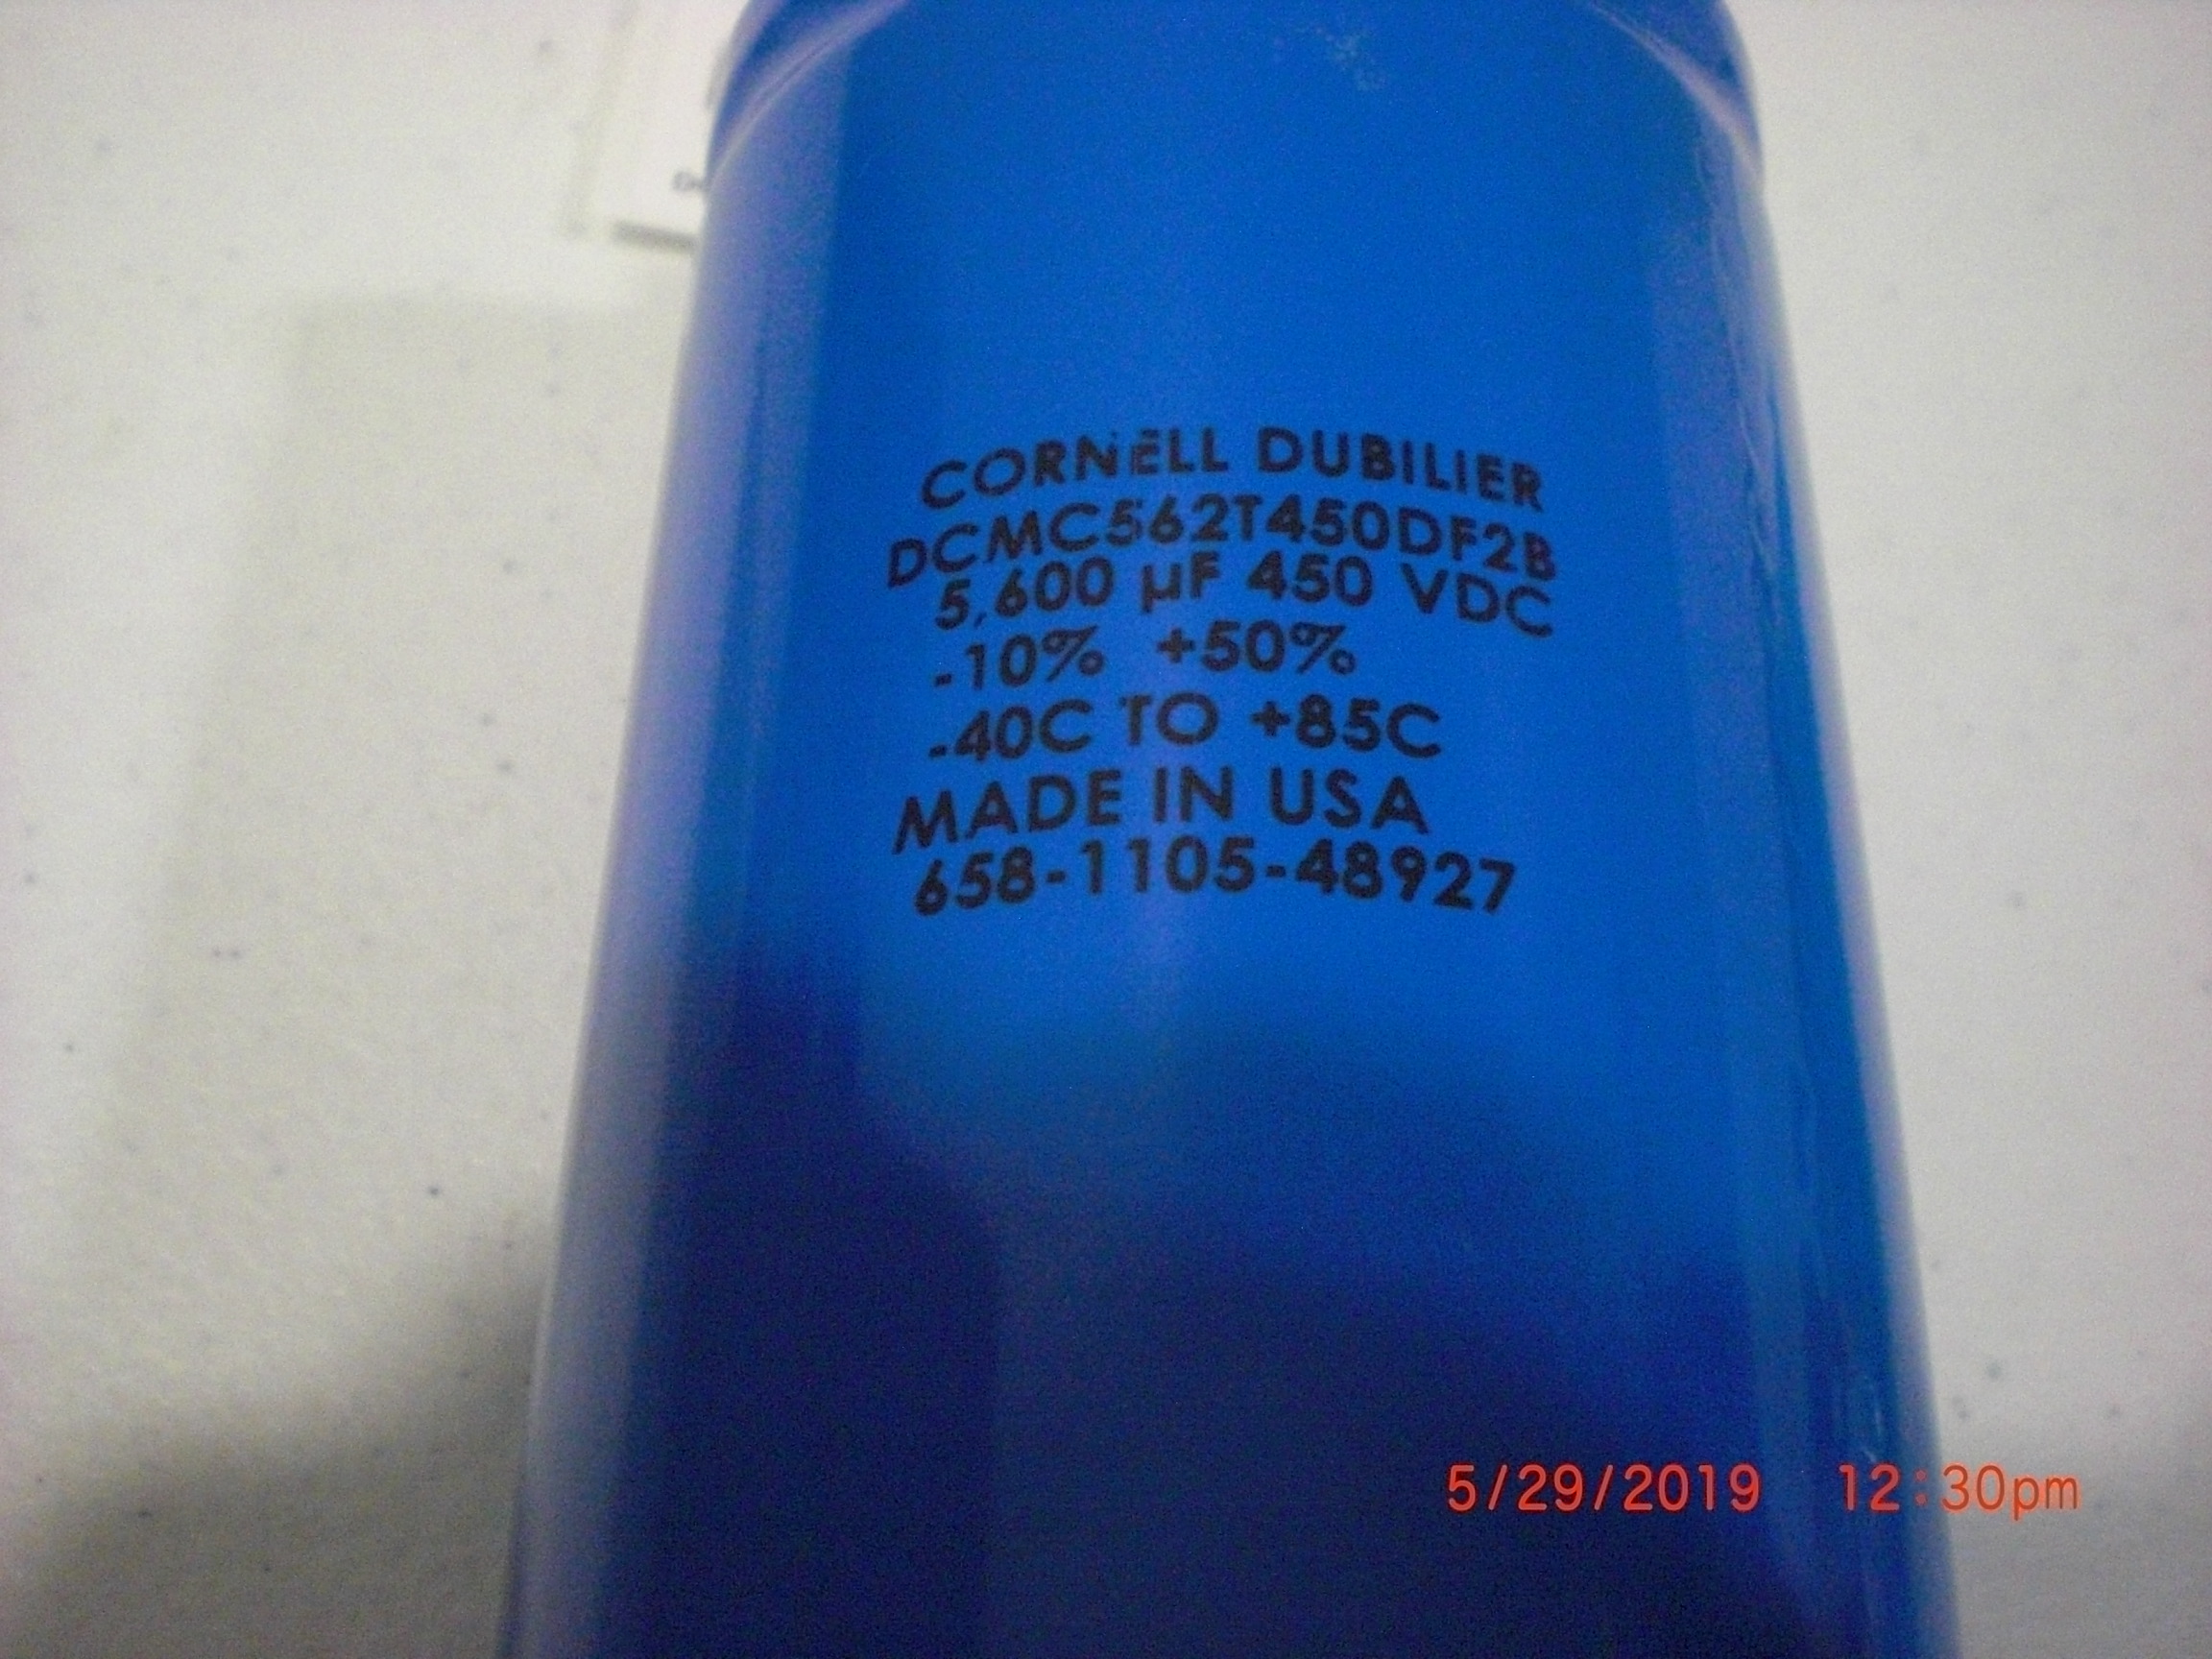 CORNELL DUBILIER
DCMC562T450DF2B
5,600 µF 450 VDC
-10% +50%
-40C TO +85C
MADE IN USA
658-1105-48927
5/29/2019 12:30pm